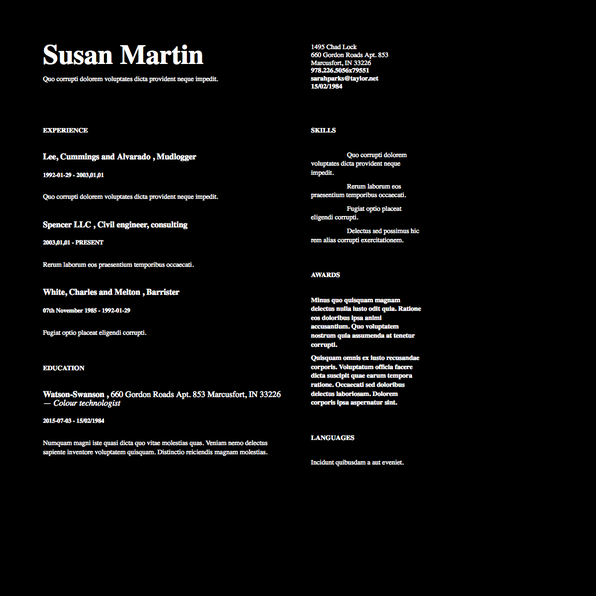 Susan Martin
Quo corrupti dolorem voluptates dicta provident neque impedit.
1495 Chad Lock
660 Gordon Roads Apt. 853
Marcusfort, IN 33226
978.226.5056x79551
sarahparks@taylor.net
15/02/1984
EXPERIENCE
Lee, Cummings and Alvarado , Mudlogger
1992-01-29 - 2003,01,01
Quo corrupti dolorem voluptates dicta provident neque impedit.
Spencer LLC , Civil engineer, consulting
2003,01,01 - PRESENT
Rerum laborum eos praesentium temporibus occaecati.
White, Charles and Melton , Barrister
07th November 1985 - 1992-01-29
Fugiat optio placeat eligendi corrupti.
EDUCATION
Watson-Swanson , 660 Gordon Roads Apt. 853 Marcusfort, IN 33226
— Colour technologist
2015-07-03 - 15/02/1984
Numquam magni iste quasi dicta quo vitae molestias quas. Veniam nemo delectus
sapiente inventore voluptatem quisquam. Distinctio reiciendis magnam molestias.
SKILLS
Quo corrupti dolorem
voluptates dicta provident neque
impedit.
Rerum laborum eos
praesentium temporibus occaecati.
Fugiat optio placeat
eligendi corrupti.
Delectus sed possimus hic
rem alias corrupti exercitationem.
AWARDS
Minus quo quisquam magnam
delectus nulla iusto odit quia. Ratione
eos doloribus ipsa animi
accusantium. Quo voluptatem
nostrum quia assumenda at tenetur
corrupti.
Quisquam omnis ex iusto recusandae
corporis. Voluptatum officia facere
dicta suscipit quae earum tempora
ratione. Occaecati sed doloribus
delectus laboriosam. Dolorem
corporis ipsa aspernatur sint.
LANGUAGES
Incidunt quibusdam a aut eveniet.